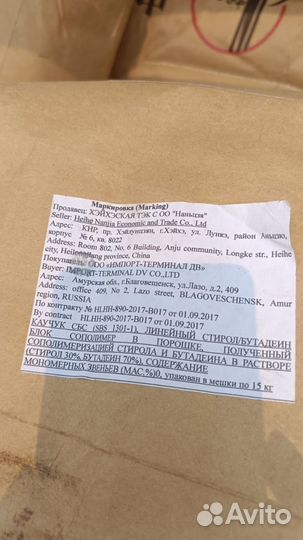 Маркировка (Marking)
Продавец: ХЭЙХЭСКАЯ ТЭК С ОО "Наньцзя"
Seller: Heihe Nanjia Economic and Trade Co., Ltd
Адрес: КНР, пр. Хэйлунцзян, г.Хэйхэ, ул. Лункэ, район Аньцзюй,
корпус № 6, кв. 8022
Address: Room 802, No. 6 Building, Anju community, Longke str., Heihe
city, Heilongjiang province, China
Покупатель: ООО «ИМПОРТ-ТЕРМИНАЛ ДВ»
Buyer: IMPORT-TERMINAL DV CO.,LTD
Адрес: Амурская обл., г.Благовещенск, ул.Лазо, д.2, 409
Address: office 409, No 2, Lazo street, BLAGOVESCHENSK, Amur
region, RUSSIA
По контракту № HLHH-890-2017-B017 от 01.09.2017
By contract HLHH-890-2017-B017 от 01.09.2017
КАУЧУК СБС (SBS 1301-1), ЛИНЕЙНЫЙ СТИРОЛ/БУТАДИЕН
БЛОК СОПОЛИМЕР В ПОРОШКЕ, ПОЛУЧЕННЫЙ
СОПОЛИМЕРИЗАЦИЕЙ СТИРОЛА И БУТАДИЕНА В РАСТВОРЕ
(СТИРОЛ 30%, БУТАДИЕН 70%), СОДЕРЖАНИЕ
МОНОМЕРНЫХ ЗВЕНЬЕВ (МАС.%)0, упакован в мешки по 15 кг
Avito